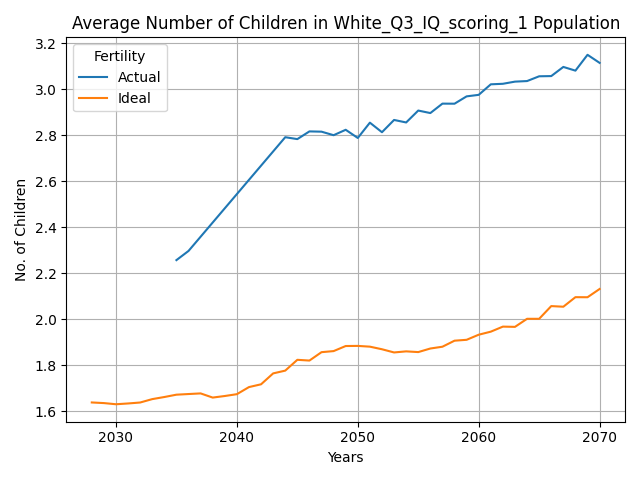 Average Number of Children in White_Q3_IQ_scoring_1 Population
Fertility
Actual
Ideal
No. of Children
3.2
3.0
2.8
2.6
2.4
2.2
2.0
1.8
1.6
2030 2040 2050 2060 2070
Years